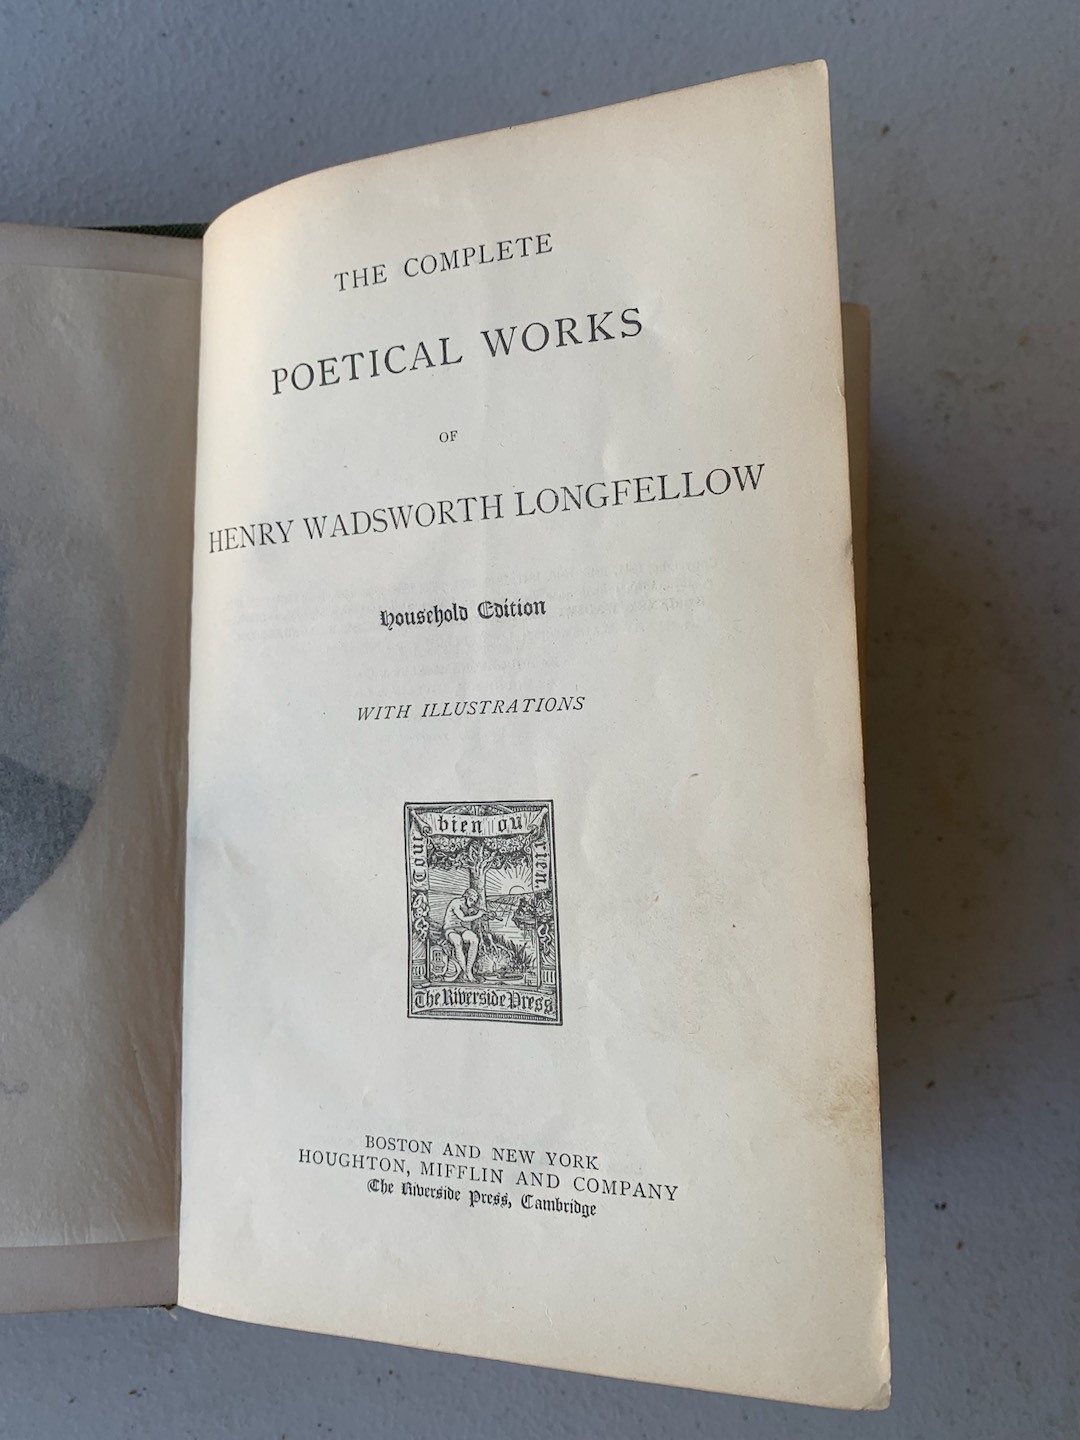 THE COMPLETE
POETICAL WORKS
OF
HENRY WADSWORTH LONGFELLOW
Household Edition
WITH ILLUSTRATIONS
Tout bien ou rien.
The Riverside Press
BOSTON AND NEW YORK
HOUGHTON, MIFFLIN AND COMPANY
The Riverside Press, Cambridge